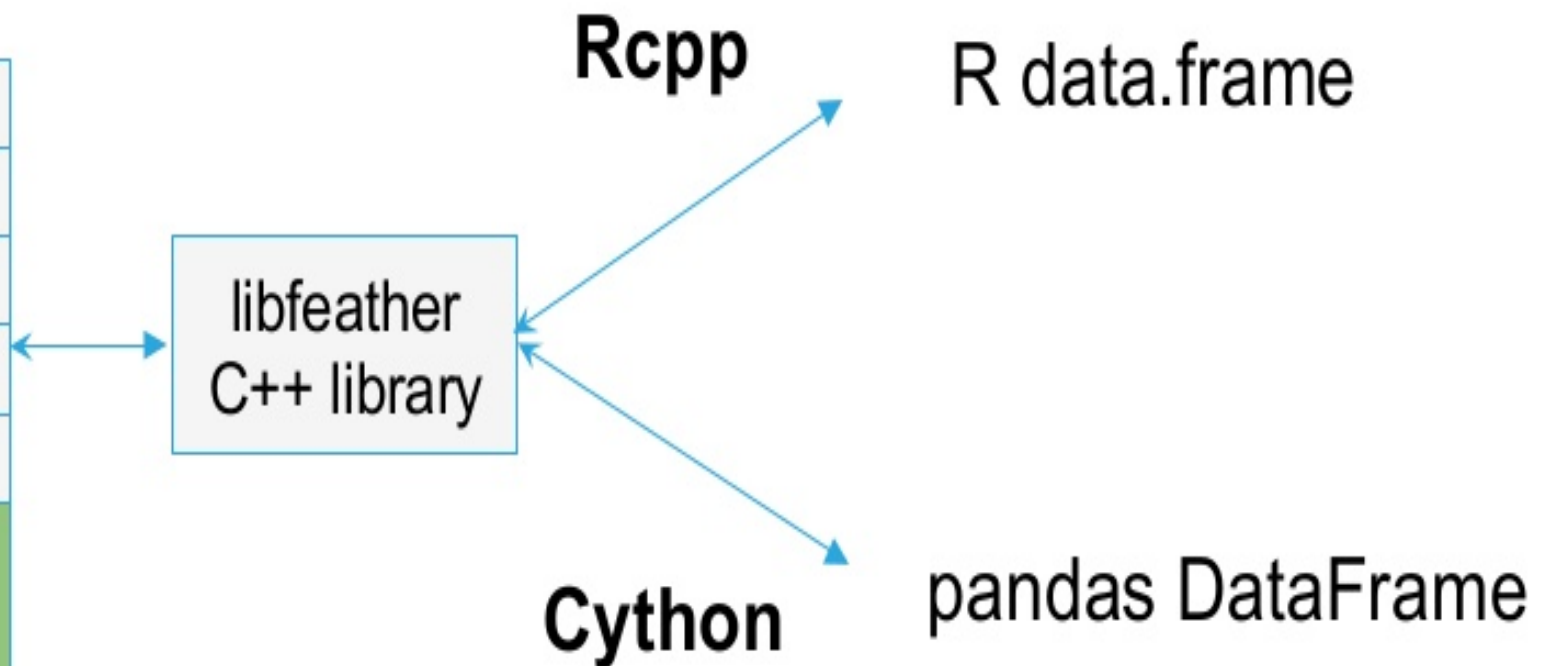 Rcpp
R data.frame
libfeather
C++ library
Cython
pandas DataFrame